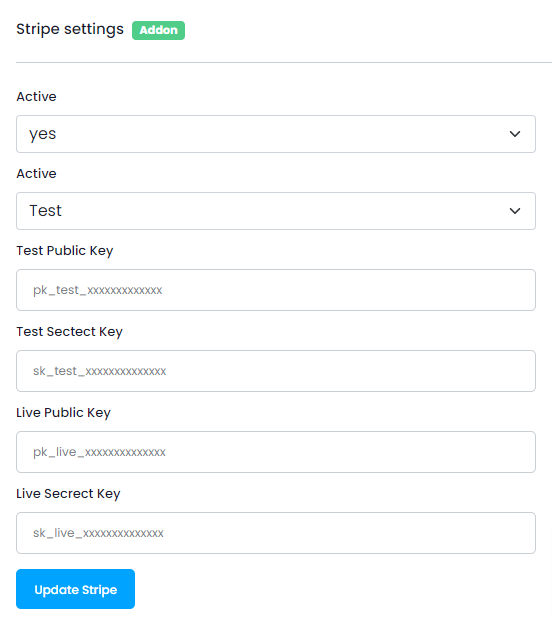 Stripe settings Addon
Active
yes
Active
Test
Test Public Key
pk_test_xxxxxxxxxxxxx
Test Sectect Key
sk_test_xxxxxxxxxxxxxx
Live Public Key
pk_live_xxxxxxxxxxxxxx
Live Secrect Key
sk_live_xxxxxxxxxxxxxx
Update Stripe